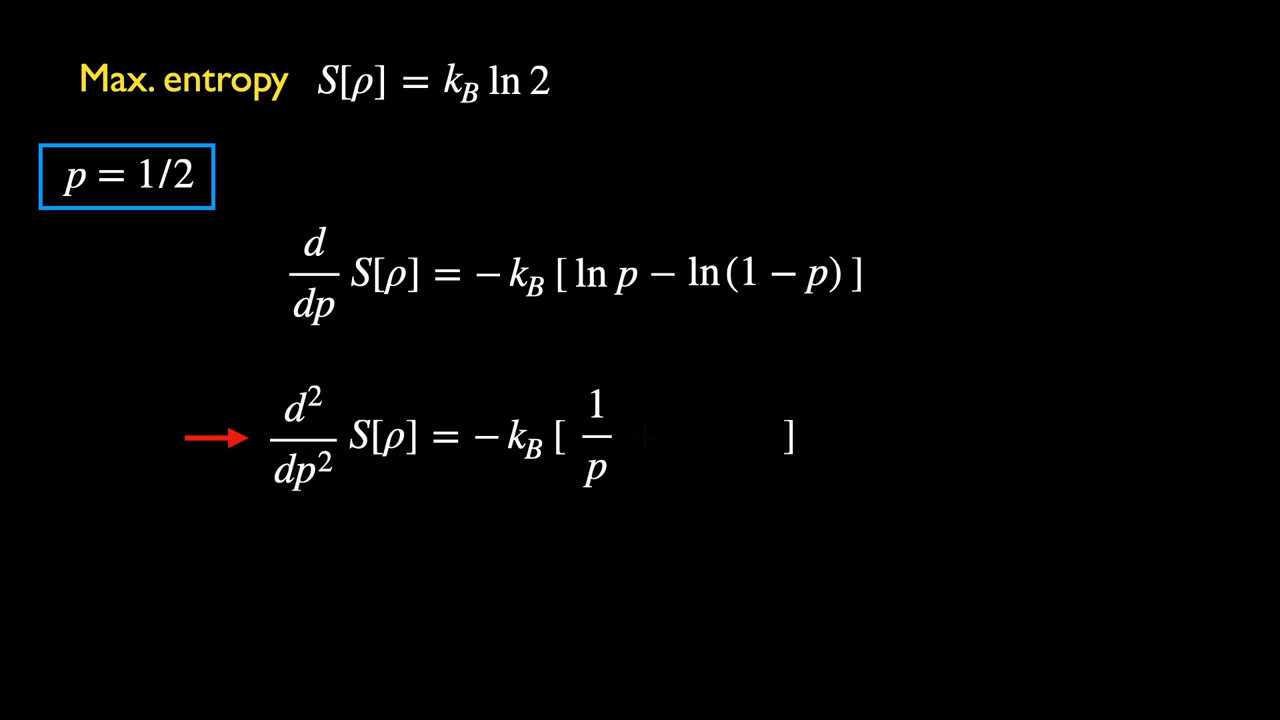 Max. entropy S[ρ] = k_B ln 2
p = 1/2
d/dp S[ρ] = − k_B [ ln p − ln (1 − p) ]
d²/dp² S[ρ] = − k_B [ 1/p + ]